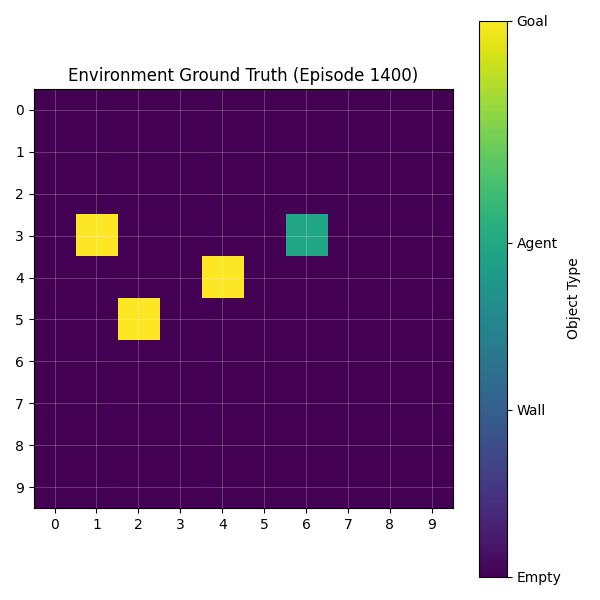 Environment Ground Truth (Episode 1400)
0
1
2
3
4
5
6
7
8
9
0 1 2 3 4 5 6 7 8 9
Goal
Agent
Wall
Empty
Object Type